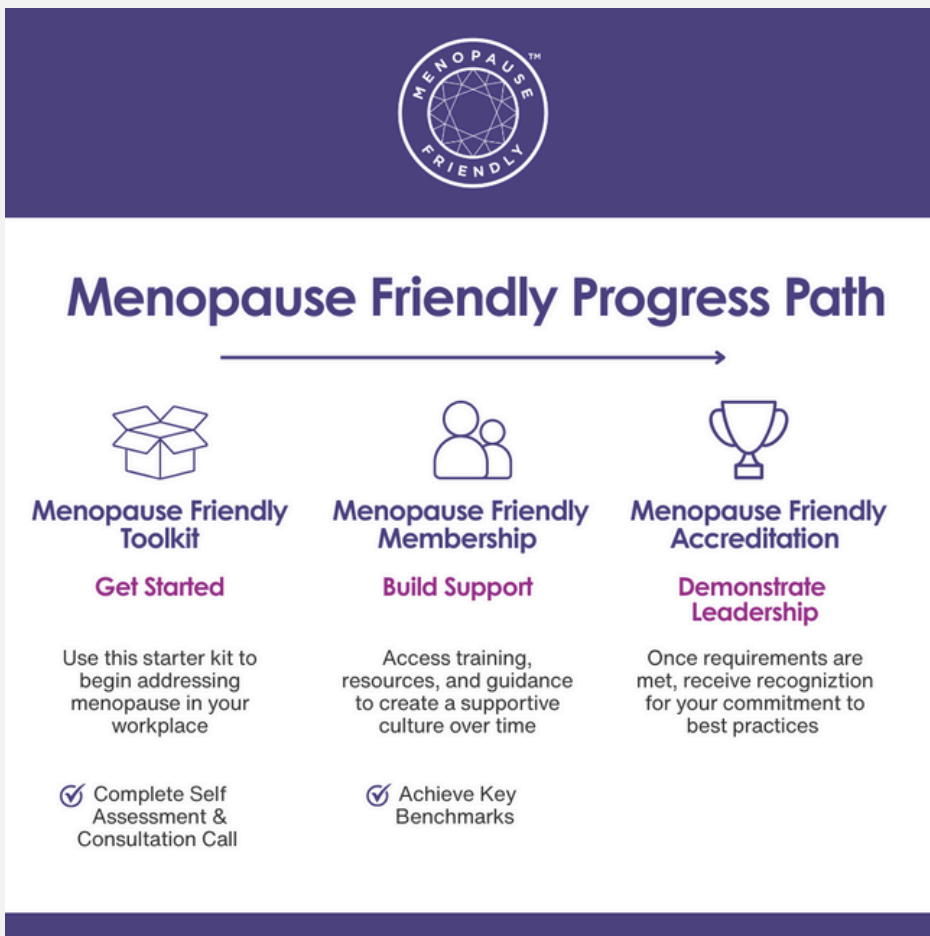 MENOPAUSE
FRIENDLY
TM
Menopause Friendly Progress Path
Menopause Friendly
Toolkit
Get Started
Use this starter kit to
begin addressing
menopause in your
workplace
Complete Self
Assessment &
Consultation Call
Menopause Friendly
Membership
Build Support
Access training,
resources, and guidance
to create a supportive
culture over time
Achieve Key
Benchmarks
Menopause Friendly
Accreditation
Demonstrate
Leadership
Once requirements are
met, receive recogniztion
for your commitment to
best practices